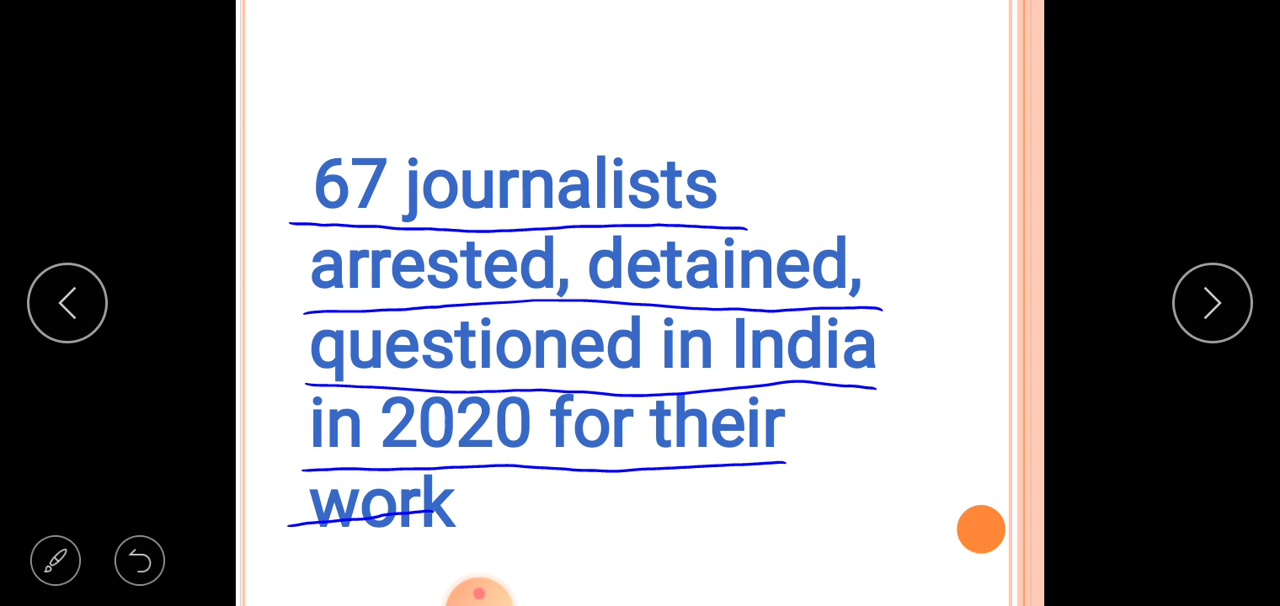 67 journalists
arrested, detained,
questioned in India
in 2020 for their
work